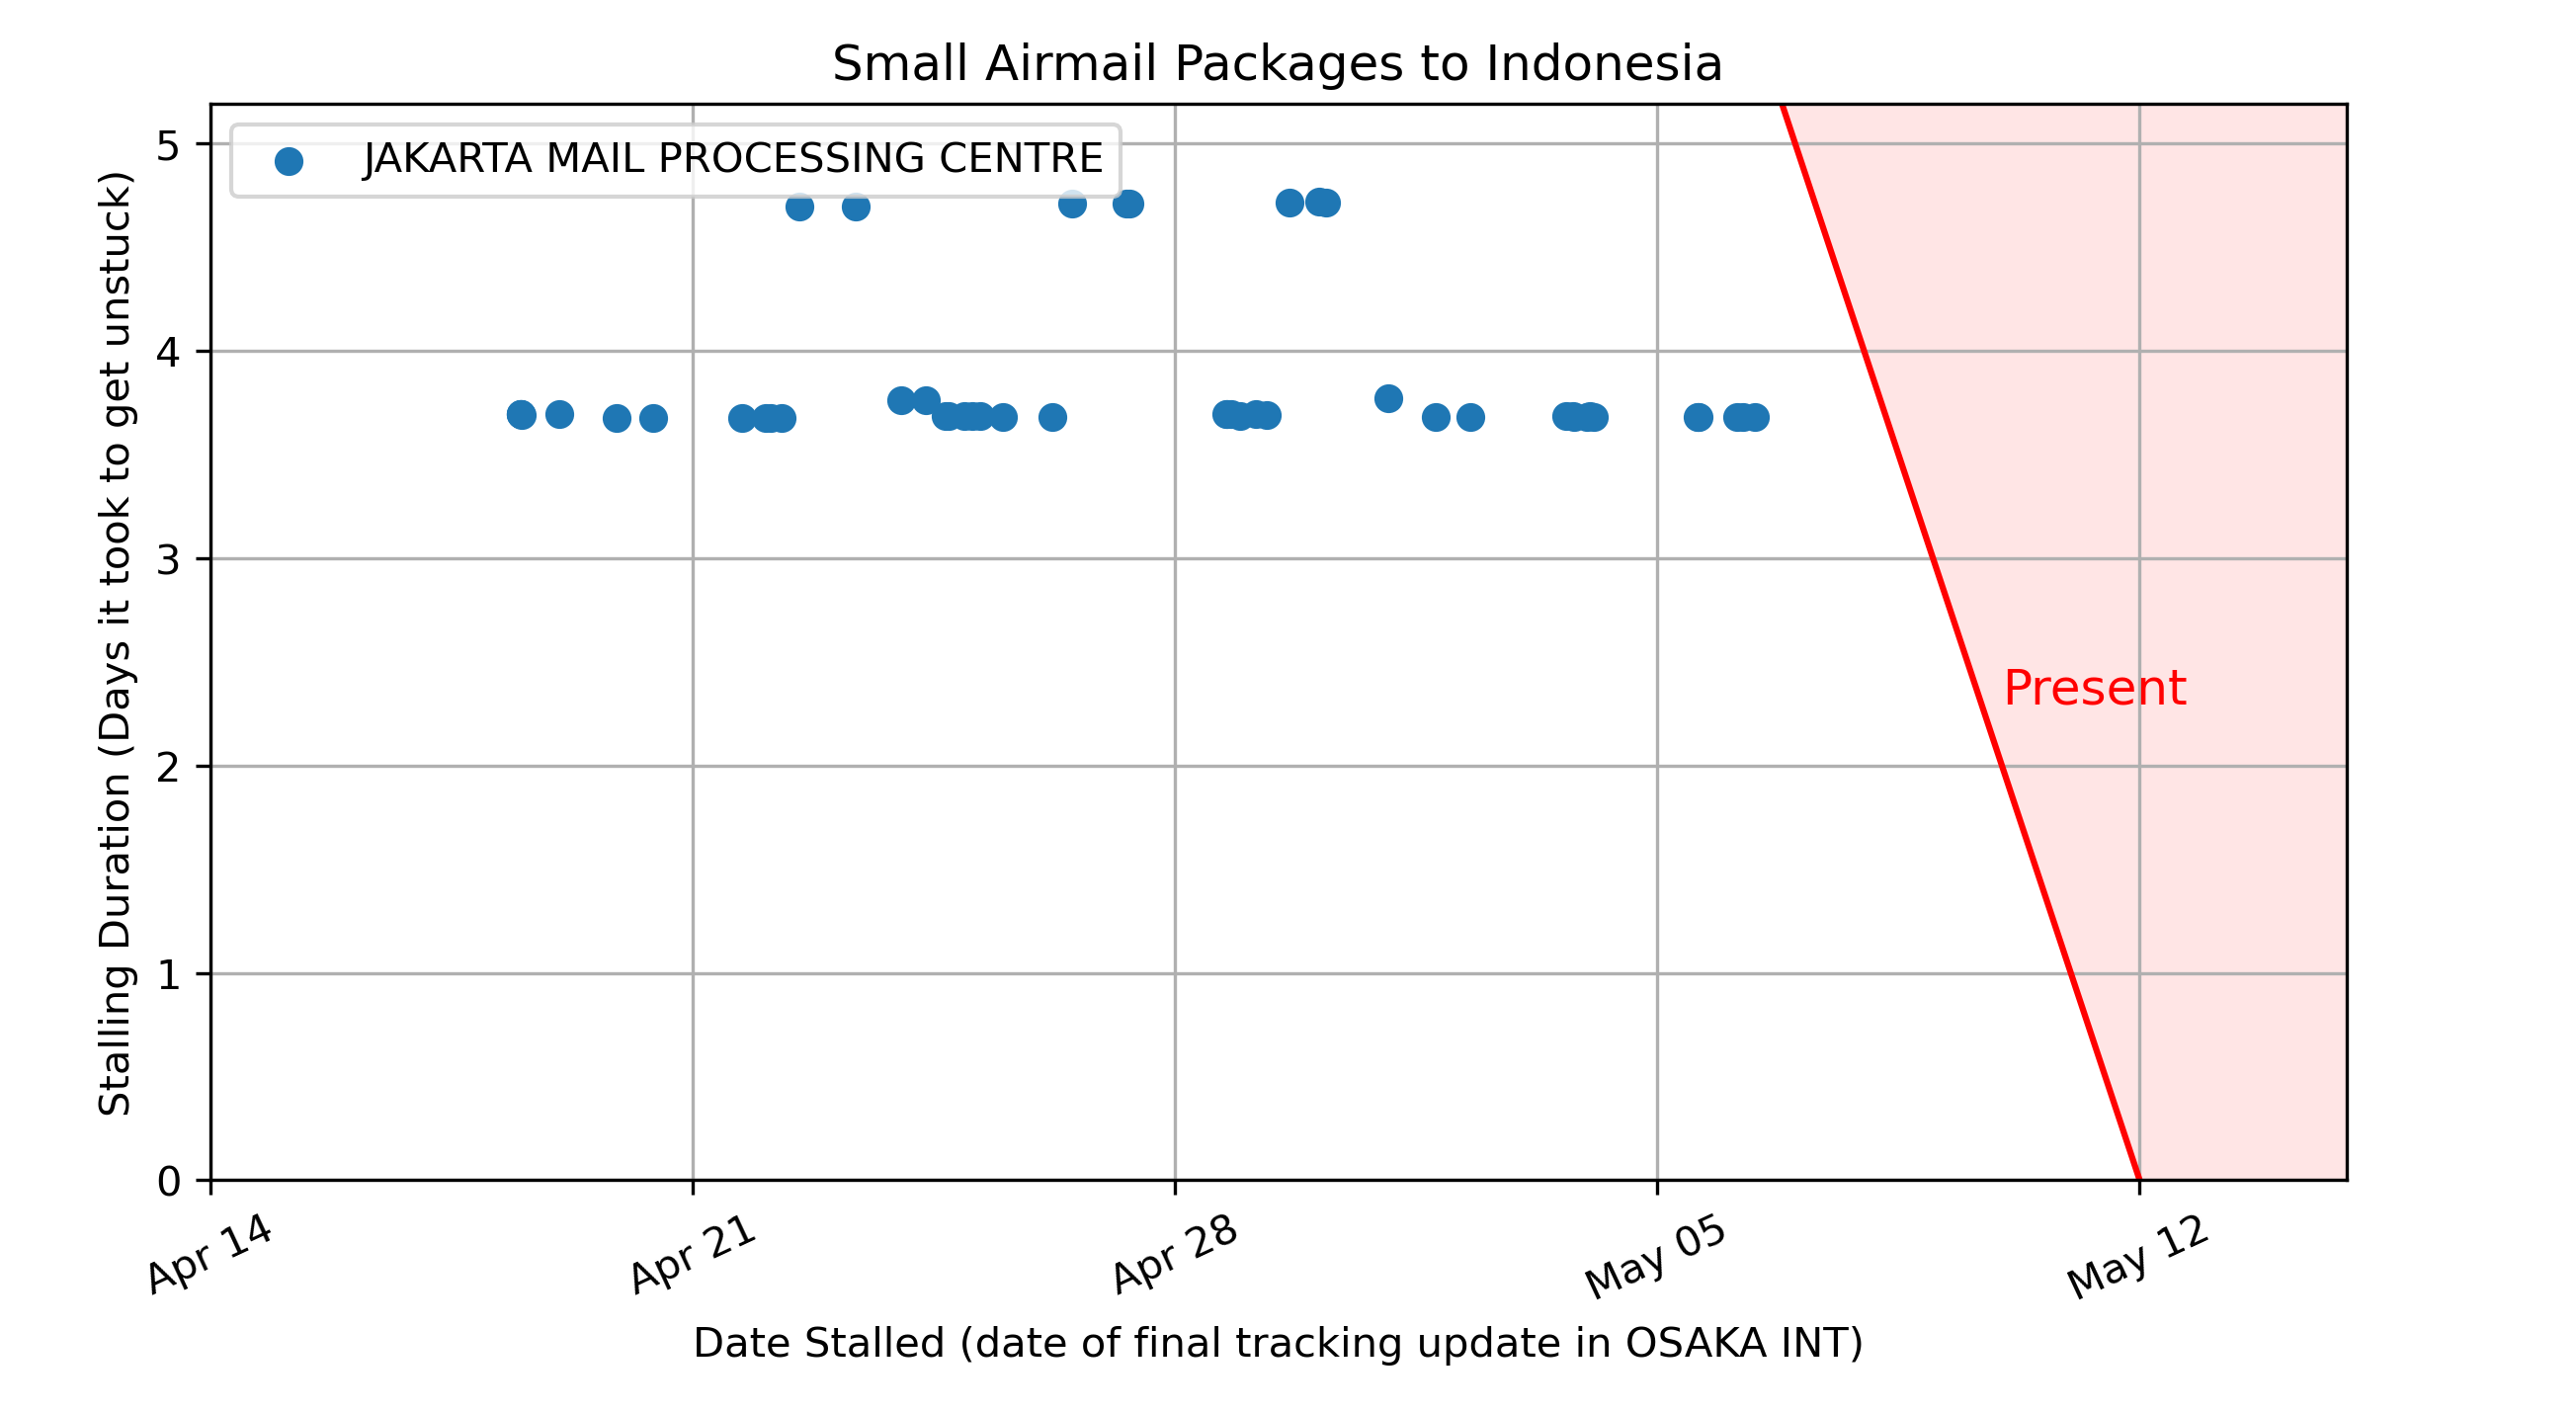 Small Airmail Packages to Indonesia
JAKARTA MAIL PROCESSING CENTRE
Stalling Duration (Days it took to get unstuck)
5
4
3
2
1
0
Present
Apr 14
Apr 21
Apr 28
May 05
May 12
Date Stalled (date of final tracking update in OSAKA INT)